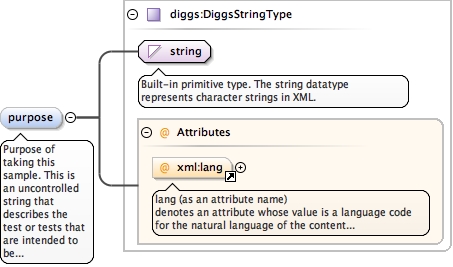 diggs:DiggsStringType
string
Built-in primitive type. The string datatype
represents character strings in XML.
purpose
Purpose of
taking this
sample. This is
an uncontrolled
string that
describes the
test or tests that
are intended to
be...
@ Attributes
@ xml:lang
lang (as an attribute name)
denotes an attribute whose value is a language code
for the natural language of the content...